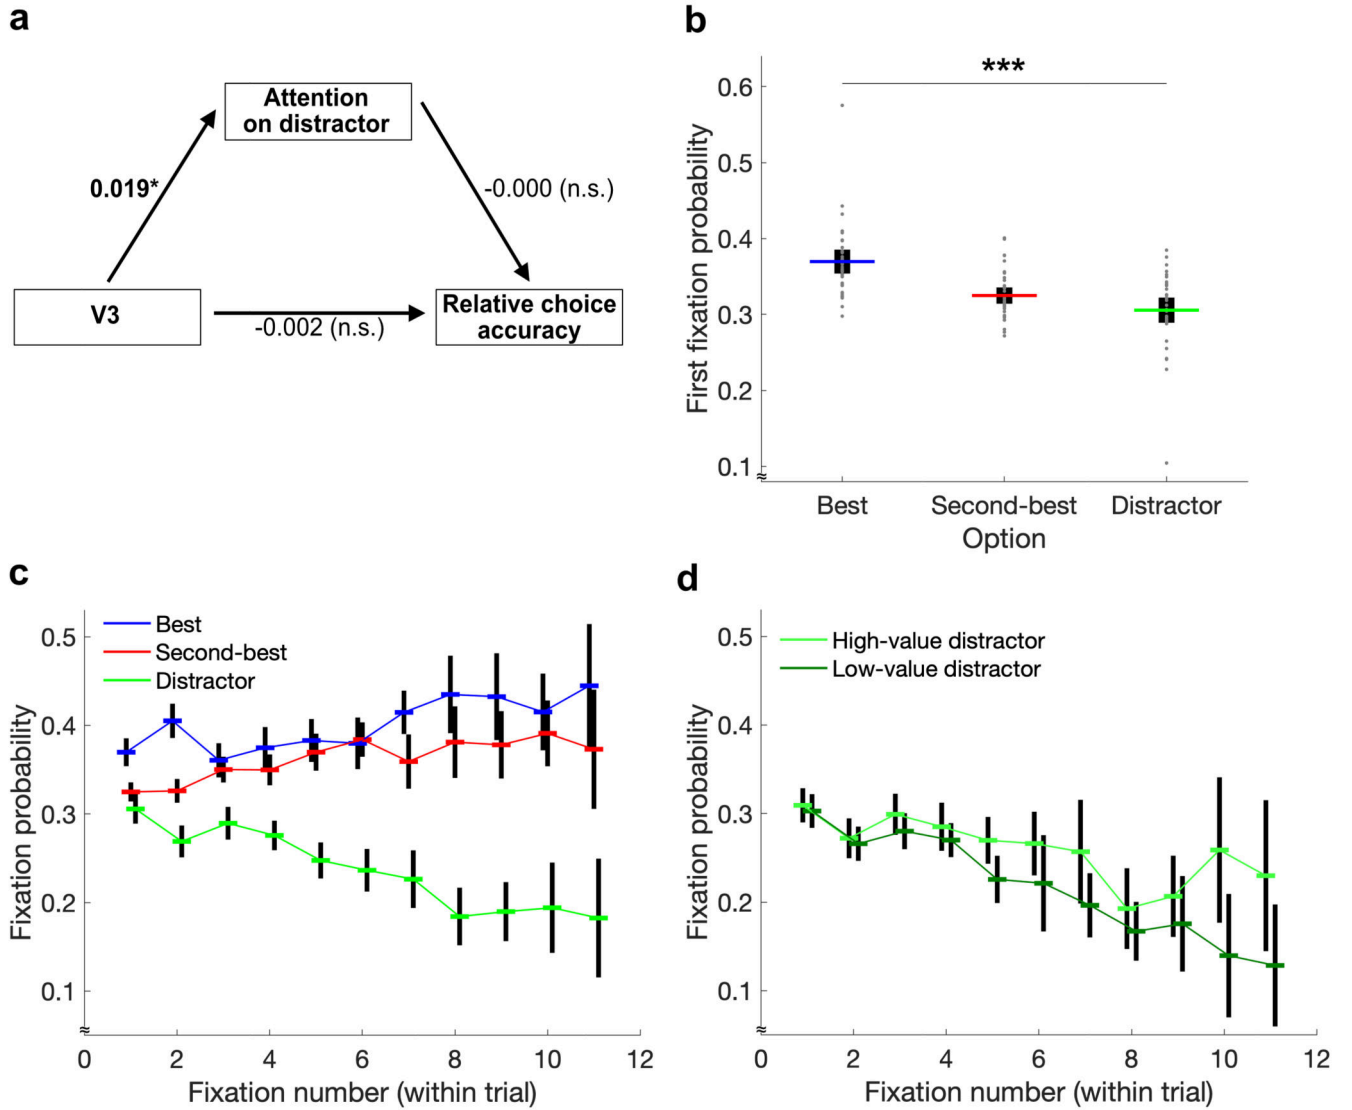 a
Attention
on distractor
0.019*
-0.000 (n.s.)
V3
-0.002 (n.s.)
Relative choice
accuracy
b
***
First fixation probability
0.6
0.5
0.4
0.3
0.2
0.1
≈
Best
Second-best
Distractor
Option
c
Best
Second-best
Distractor
Fixation probability
0.5
0.4
0.3
0.2
0.1
≈
0
2
4
6
8
10
12
Fixation number (within trial)
d
High-value distractor
Low-value distractor
Fixation probability
0.5
0.4
0.3
0.2
0.1
≈
0
2
4
6
8
10
12
Fixation number (within trial)